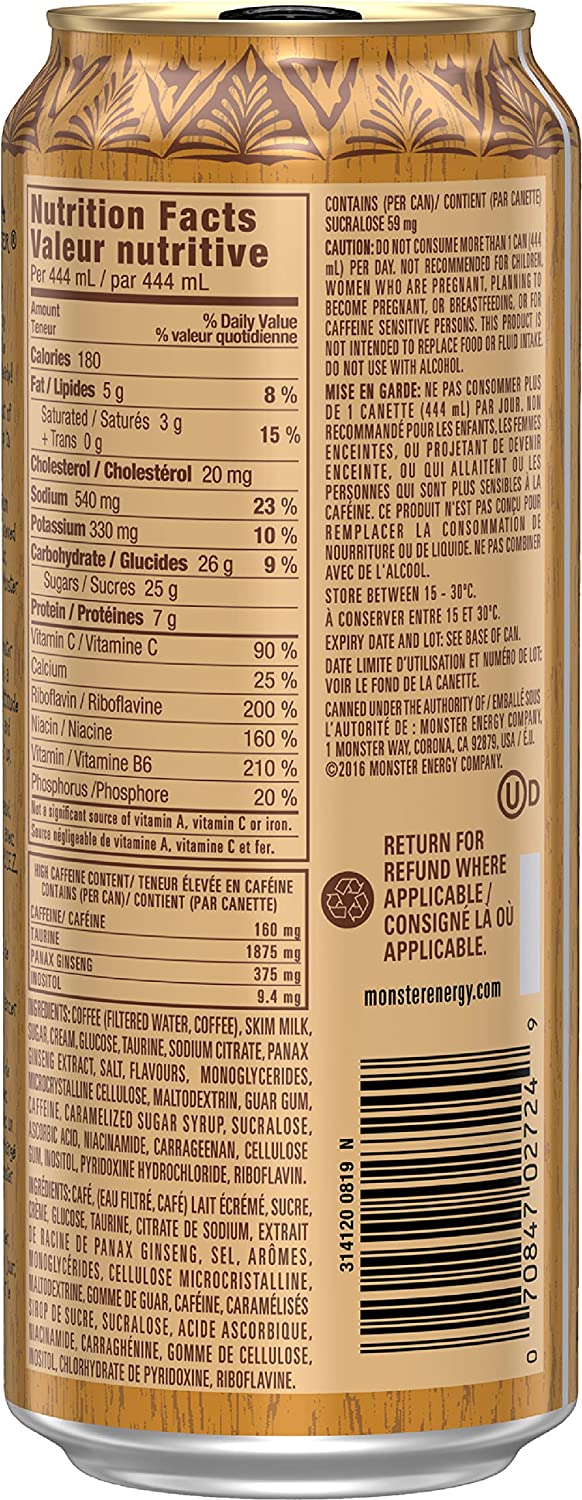 Nutrition Facts
Valeur nutritive
Per 444 mL / par 444 mL
Amount
Teneur
% Daily Value
% valeur quotidienne
Calories 180
Fat / Lipides 5 g 8 %
Saturated / Saturés 3 g
+ Trans 0 g 15 %
Cholesterol / Cholestérol 20 mg
Sodium 540 mg 23 %
Potassium 330 mg 10 %
Carbohydrate / Glucides 26 g 9 %
Sugars / Sucres 25 g
Protein / Protéines 7 g
Vitamin C / Vitamine C 90 %
Calcium 25 %
Riboflavin / Riboflavine 200 %
Niacin / Niacine 160 %
Vitamin / Vitamine B6 210 %
Phosphorus /Phosphore 20 %
Not a significant source of vitamin A, vitamin C or iron.
Source négligeable de vitamine A, vitamine C et fer.
HIGH CAFFEINE CONTENT/ TENEUR ÉLEVÉE EN CAFÉINE
CONTAINS (PER CAN)/ CONTIENT (PAR CANETTE)
CAFFEINE/ CAFÉINE 160 mg
TAURINE 1875 mg
PANAX GINSENG 375 mg
INOSITOL 9.4 mg
INGREDIENTS: COFFEE (FILTERED WATER, COFFEE), SKIM MILK,
SUGAR, CREAM, GLUCOSE, TAURINE, SODIUM CITRATE, PANAX
GINSENG EXTRACT, SALT, FLAVOURS, MONOGLYCERIDES,
MICROCRYSTALLINE CELLULOSE, MALTODEXTRIN, GUAR GUM,
CAFFEINE, CARAMELIZED SUGAR SYRUP, SUCRALOSE,
ASCORBIC ACID, NIACINAMIDE, CARRAGEENAN, CELLULOSE
GUM, INOSITOL, PYRIDOXINE HYDROCHLORIDE, RIBOFLAVIN.
INGRÉDIENTS: CAFÉ, (EAU FILTRÉ, CAFÉ) LAIT ÉCRÉMÉ, SUCRE,
CRÈME, GLUCOSE, TAURINE, CITRATE DE SODIUM, EXTRAIT
DE RACINE DE PANAX GINSENG, SEL, ARÔMES,
MONOGLYCÉRIDES, CELLULOSE MICROCRISTALLINE,
MALTODEXTRINE, GOMME DE GUAR, CAFÉINE, CARAMÉLISÉS
SIROP DE SUCRE, SUCRALOSE, ACIDE ASCORBIQUE,
NIACINAMIDE, CARRAGHÉNINE, GOMME DE CELLULOSE,
INOSITOL, CHLORHYDRATE DE PYRIDOXINE, RIBOFLAVINE.
CONTAINS (PER CAN)/ CONTIENT (PAR CANETTE)
SUCRALOSE 59 mg
CAUTION: DO NOT CONSUME MORE THAN 1 CAN (444
mL) PER DAY. NOT RECOMMENDED FOR CHILDREN,
WOMEN WHO ARE PREGNANT, PLANNING TO
BECOME PREGNANT, OR BREASTFEEDING, OR FOR
CAFFEINE SENSITIVE PERSONS. THIS PRODUCT IS
NOT INTENDED TO REPLACE FOOD OR FLUID INTAKE.
DO NOT USE WITH ALCOHOL.
MISE EN GARDE: NE PAS CONSOMMER PLUS
DE 1 CANETTE (444 mL) PAR JOUR. NON
RECOMMANDÉ POUR LES ENFANTS, LES FEMMES
ENCEINTES, OU PROJETANT DE DEVENIR
ENCEINTE, OU QUI ALLAITENT OU LES
PERSONNES QUI SONT PLUS SENSIBLES À LA
CAFÉINE. CE PRODUIT N'EST PAS CONÇU POUR
REMPLACER LA CONSOMMATION DE
NOURRITURE OU DE LIQUIDE. NE PAS COMBINER
AVEC DE L'ALCOOL.
STORE BETWEEN 15 - 30°C.
À CONSERVER ENTRE 15 ET 30°C.
EXPIRY DATE AND LOT: SEE BASE OF CAN.
DATE LIMITE D'UTILISATION ET NUMÉRO DE LOT:
VOIR LE FOND DE LA CANETTE.
CANNED UNDER THE AUTHORITY OF / EMBALLÉ SOUS
L'AUTORITÉ DE : MONSTER ENERGY COMPANY,
1 MONSTER WAY, CORONA, CA 92879, USA / É.U.
©2016 MONSTER ENERGY COMPANY.
U D
RETURN FOR
REFUND WHERE
APPLICABLE /
CONSIGNÉ LÀ OÙ
APPLICABLE.
monsterenergy.com
314120 0819 N
0 70847 02724 9